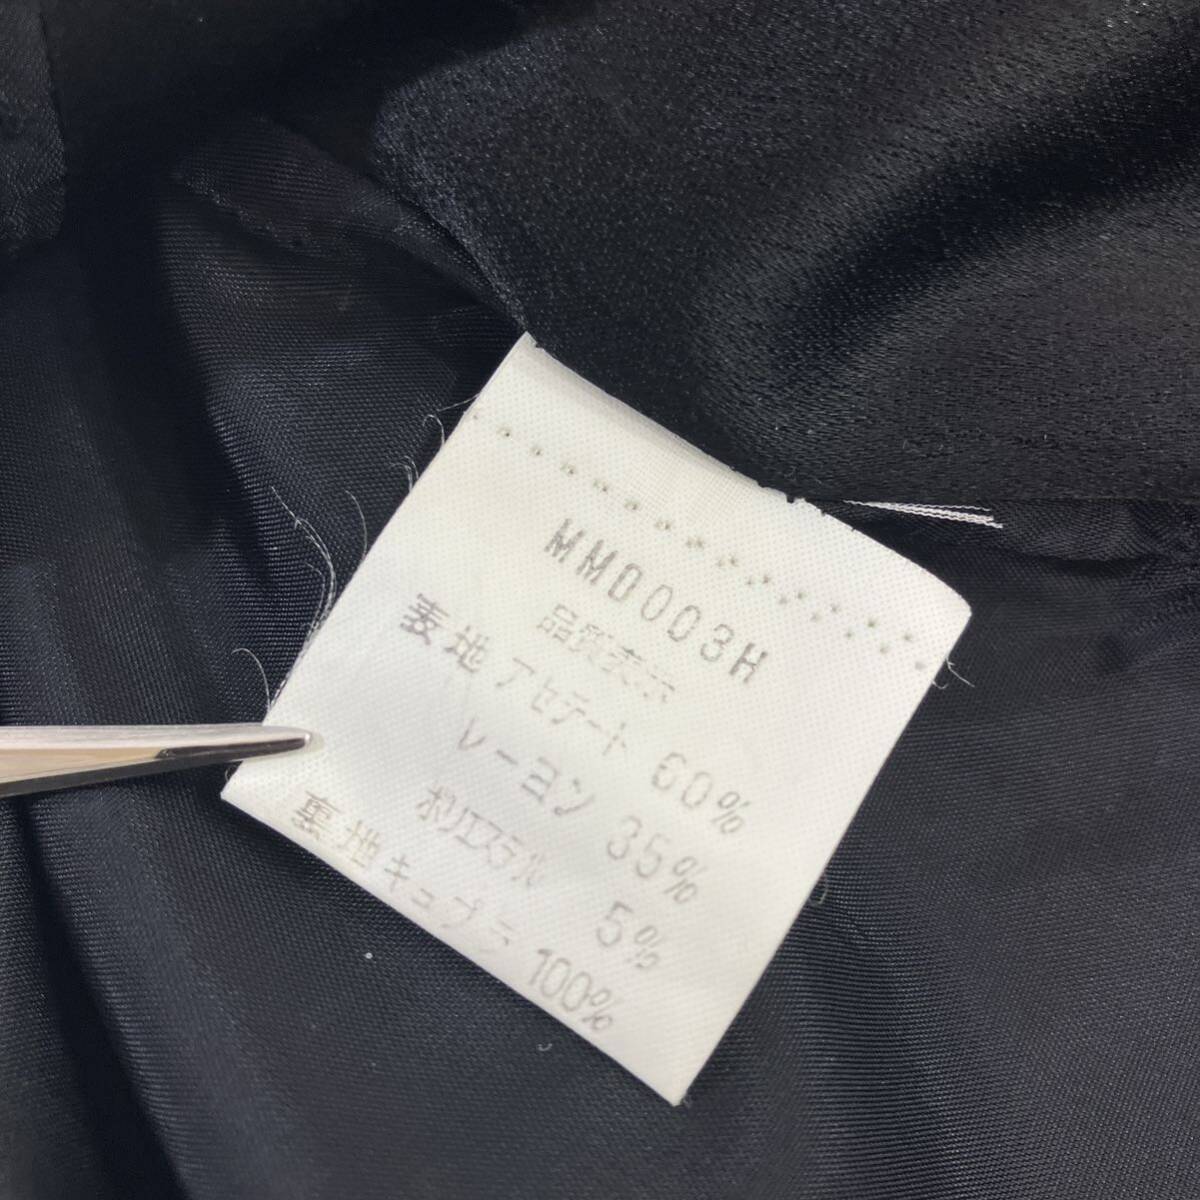 MMD003H
品質表示
表地 アセテート 60%
レーヨン 35%
ポリエステル 5%
裏地 キュプラ 100%